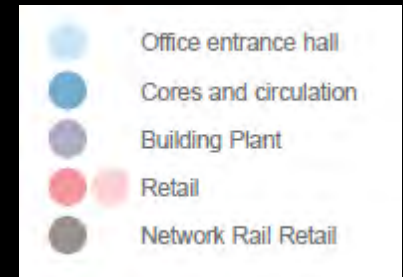 Office entrance hall
Cores and circulation
Building Plant
Retail
Network Rail Retail